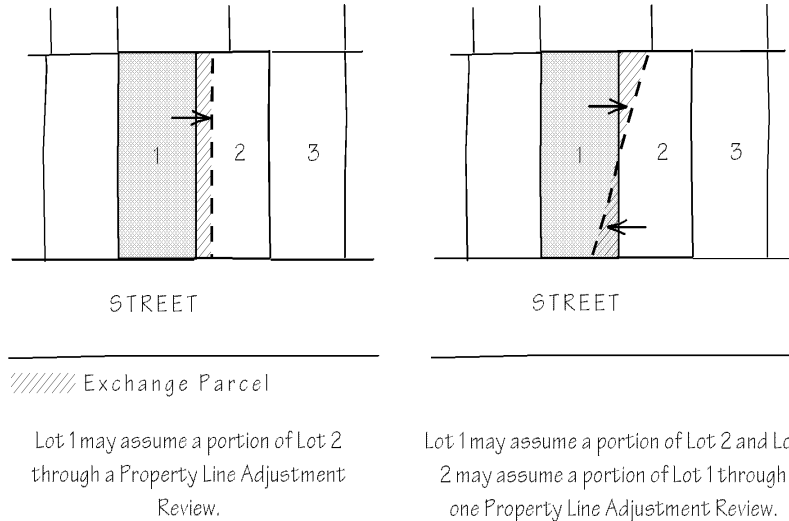 1
2
3
STREET
Exchange Parcel
Lot 1 may assume a portion of Lot 2
through a Property Line Adjustment
Review.
1
2
3
STREET
Lot 1 may assume a portion of Lot 2 and Lo
2 may assume a portion of Lot 1 through
one Property Line Adjustment Review.